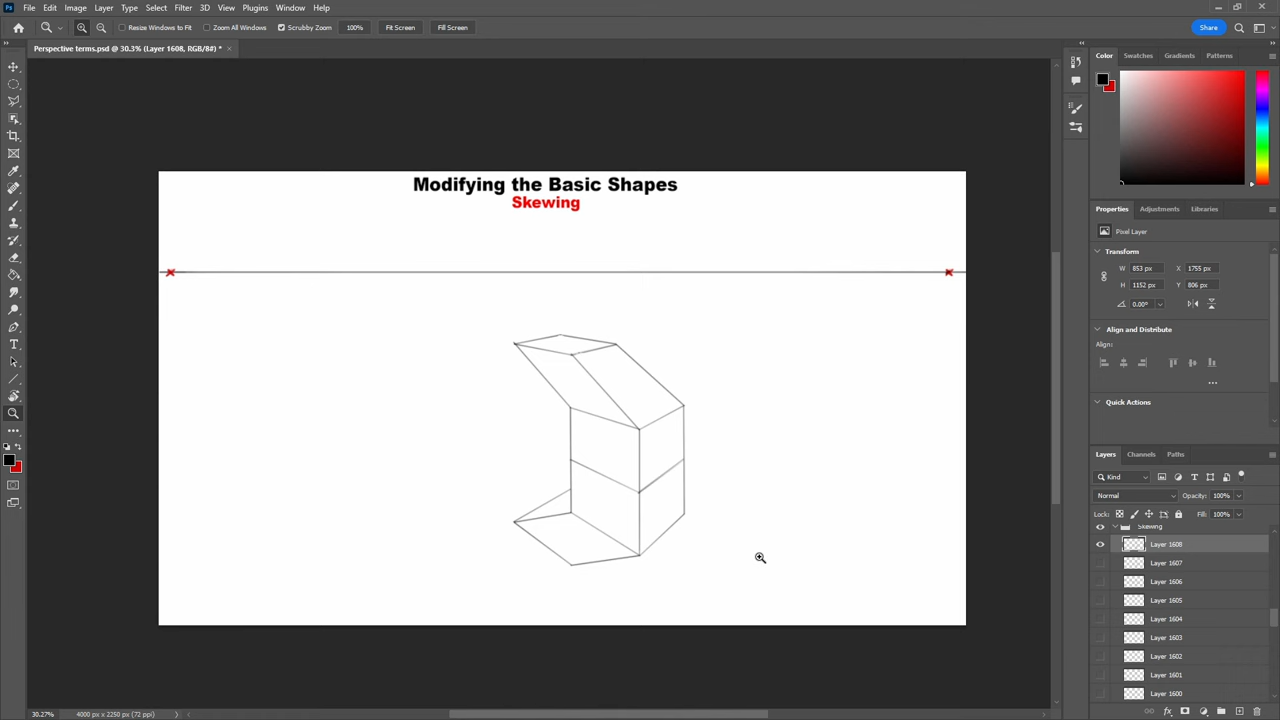 Ps File Edit Image Layer Type Select Filter 3D View Plugins Window Help
Resize Windows to Fit Zoom All Windows Scrubby Zoom 100% Fit Screen Fill Screen Share
Perspective terms.psd @ 30.3% (Layer 1608, RGB/8#) *
Color Swatches Gradients Patterns
Modifying the Basic Shapes
Skewing
Properties Adjustments Libraries
Pixel Layer
Transform
W 853 px X 1755 px
H 1152 px Y 806 px
0.00°
Align and Distribute
Align:
Quick Actions
Layers Channels Paths
Kind
Normal Opacity: 100%
Lock: Fill: 100%
Skewing
Layer 1608
Layer 1607
Layer 1606
Layer 1605
Layer 1604
Layer 1603
Layer 1602
Layer 1601
Layer 1600
30.27% 4000 px x 2250 px (72 ppi)